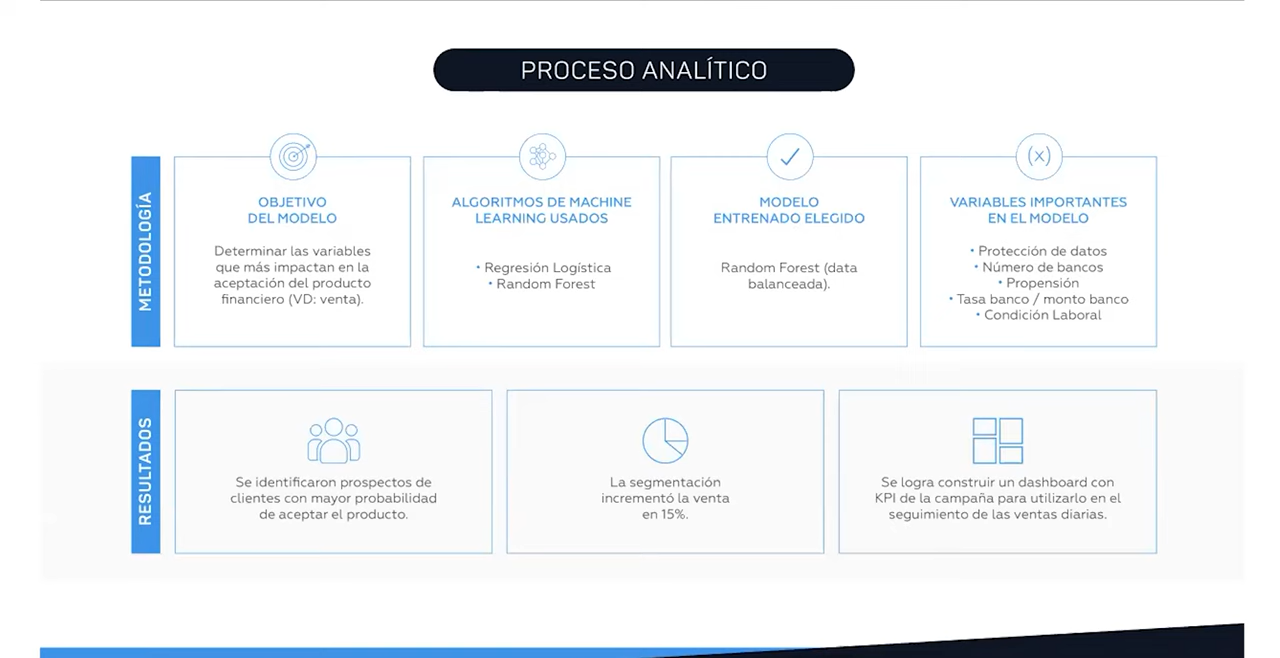 PROCESO ANALÍTICO
METODOLOGÍA
OBJETIVO
DEL MODELO
Determinar las variables
que más impactan en la
aceptación del producto
financiero (VD: venta).
ALGORITMOS DE MACHINE
LEARNING USADOS
• Regresión Logística
• Random Forest
MODELO
ENTRENADO ELEGIDO
Random Forest (data
balanceada).
(x)
VARIABLES IMPORTANTES
EN EL MODELO
• Protección de datos
• Número de bancos
• Propensión
• Tasa banco / monto banco
• Condición Laboral
RESULTADOS
Se identificaron prospectos de
clientes con mayor probabilidad
de aceptar el producto.
La segmentación
incrementó la venta
en 15%.
Se logra construir un dashboard con
KPI de la campaña para utilizarlo en el
seguimiento de las ventas diarias.